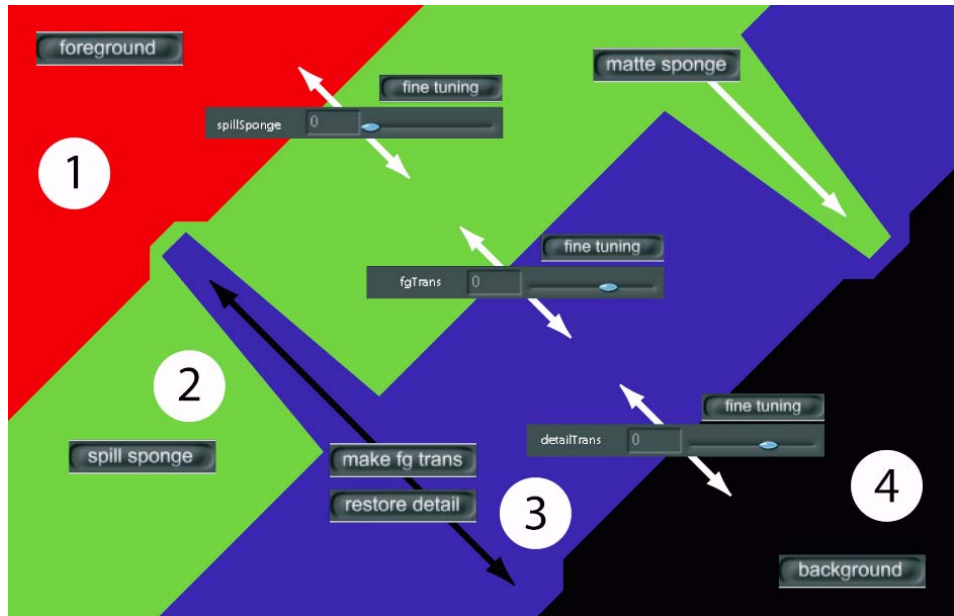 foreground
matte sponge
fine tuning
spillSponge 0
1
fine tuning
fgTrans 0
2
fine tuning
detailTrans 0
spill sponge
make fg trans
restore detail
3
4
background